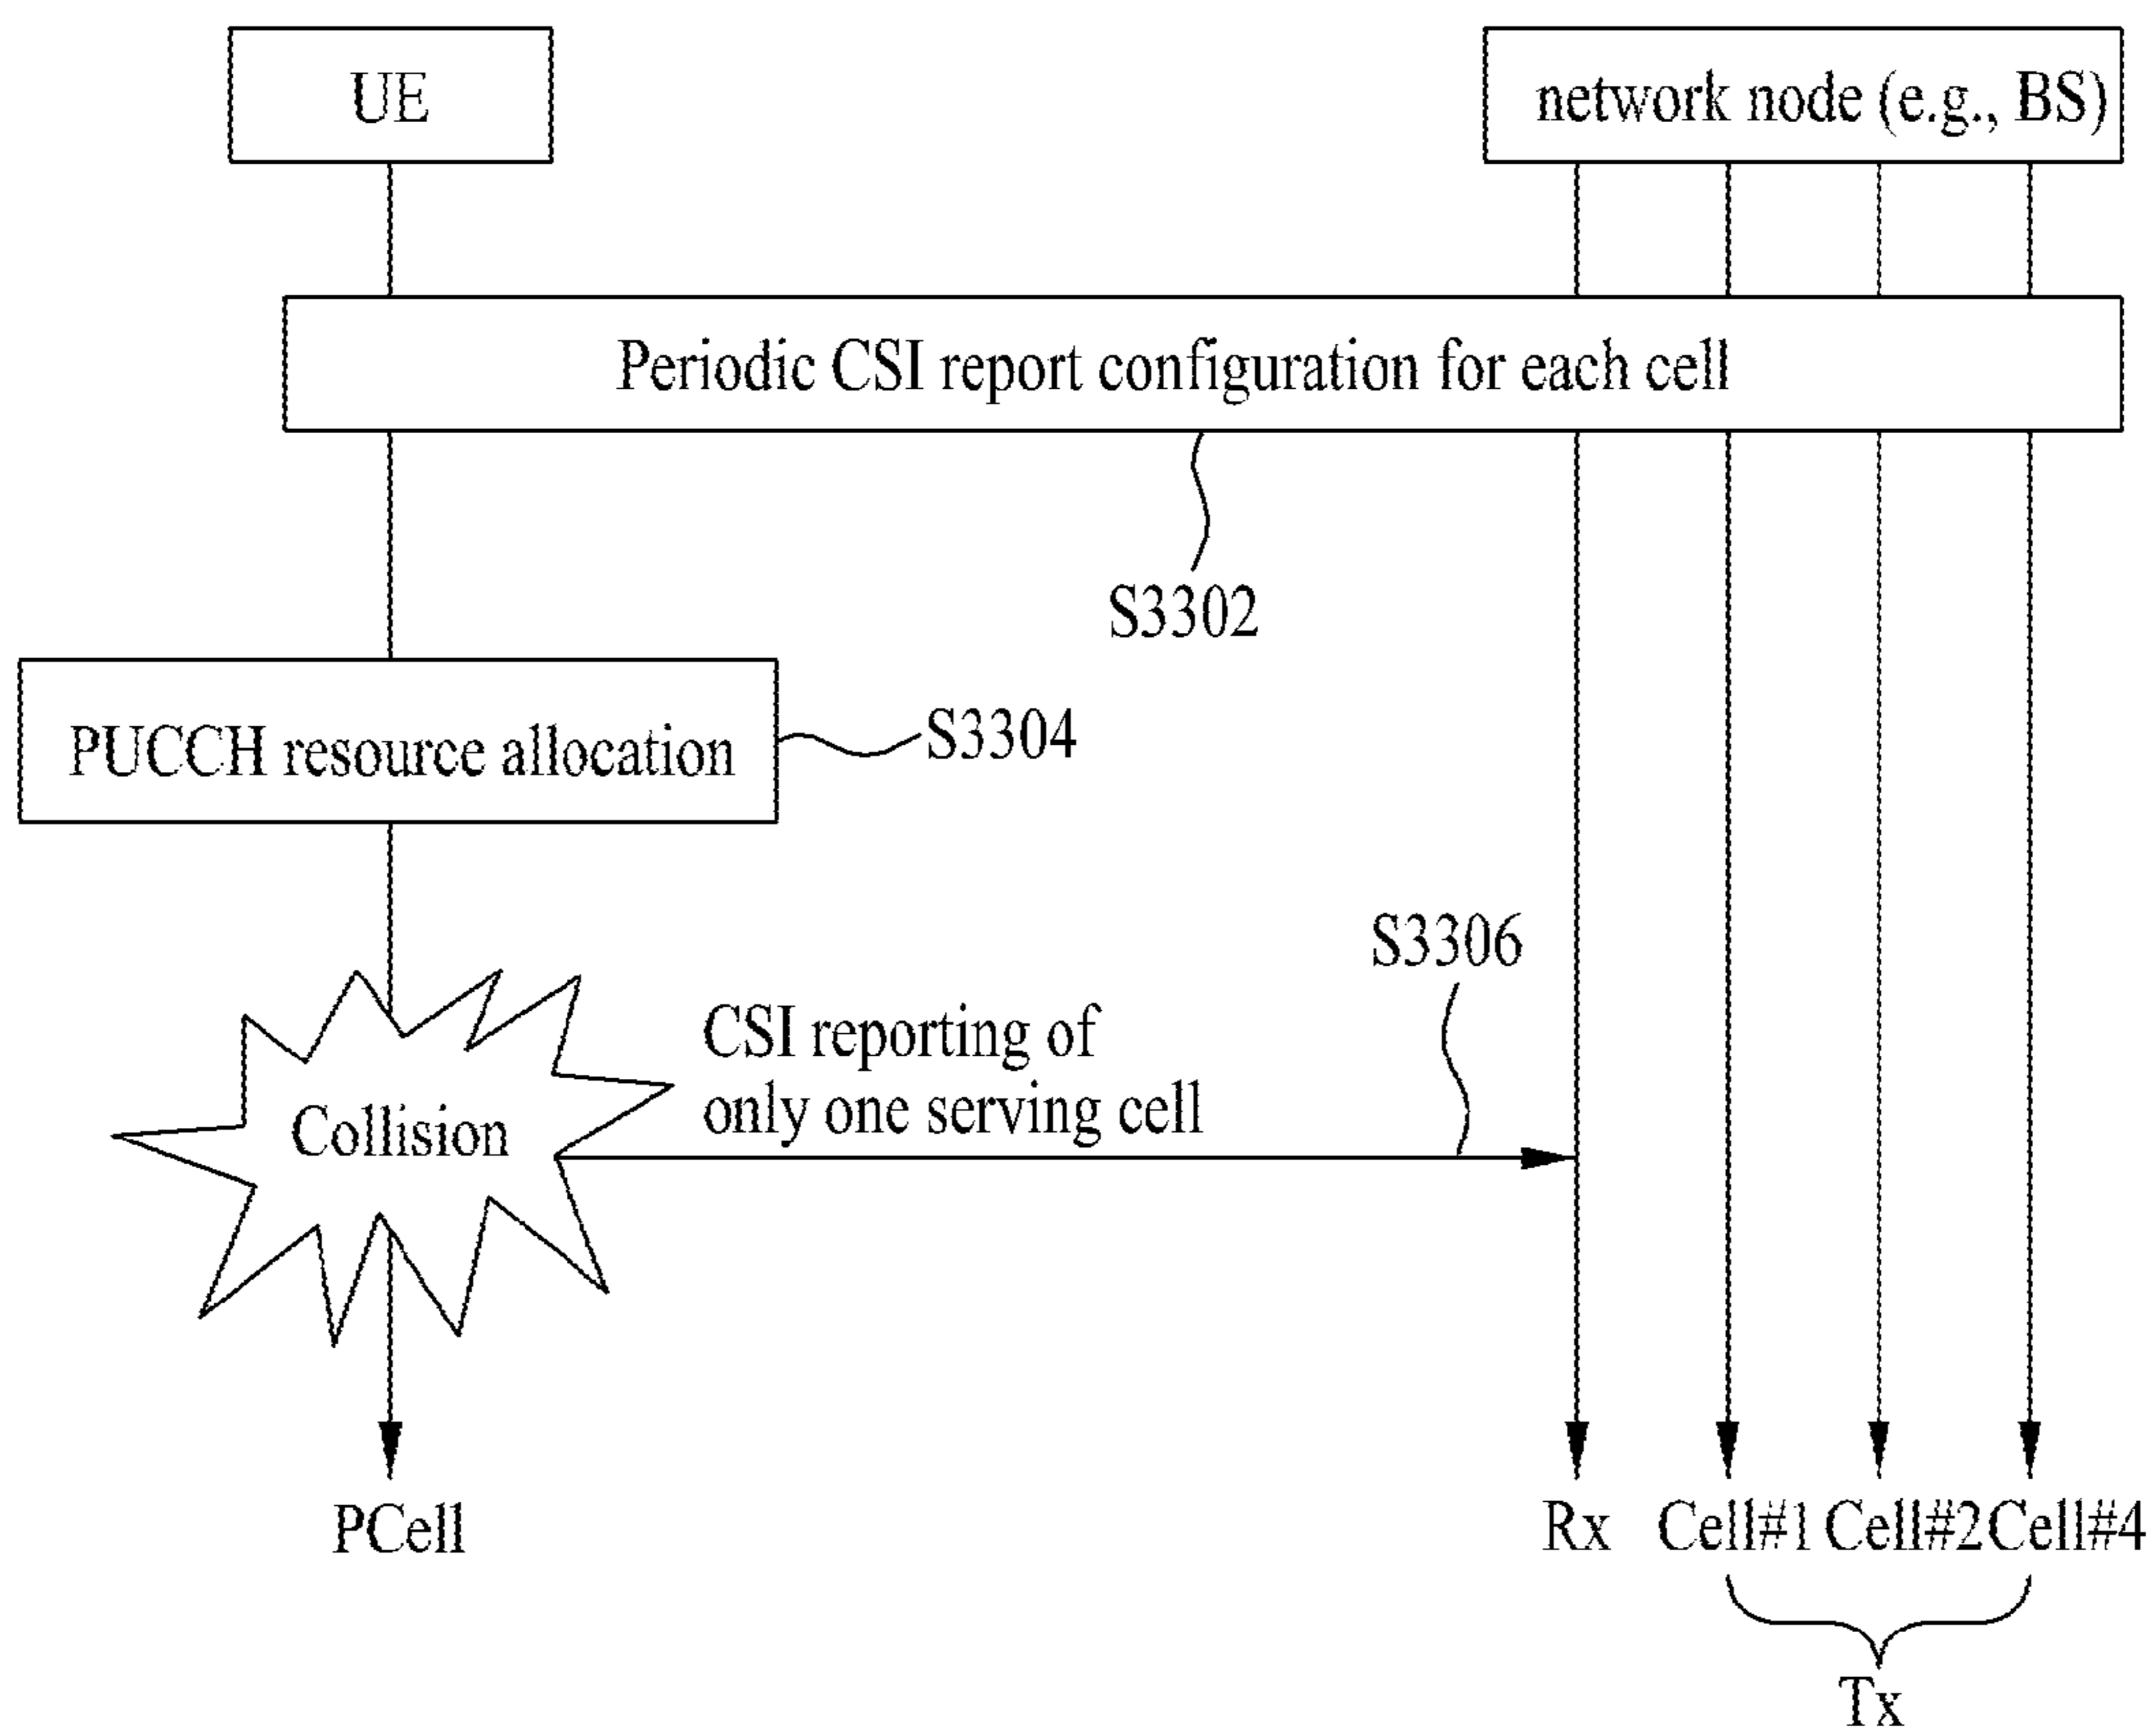 UE
network node (e.g., BS)
Periodic CSI report configuration for each cell
S3302
PUCCH resource allocation
S3304
S3306
CSI reporting of
only one serving cell
Collision
PCell
Rx
Cell#1
Cell#2
Cell#4
Tx